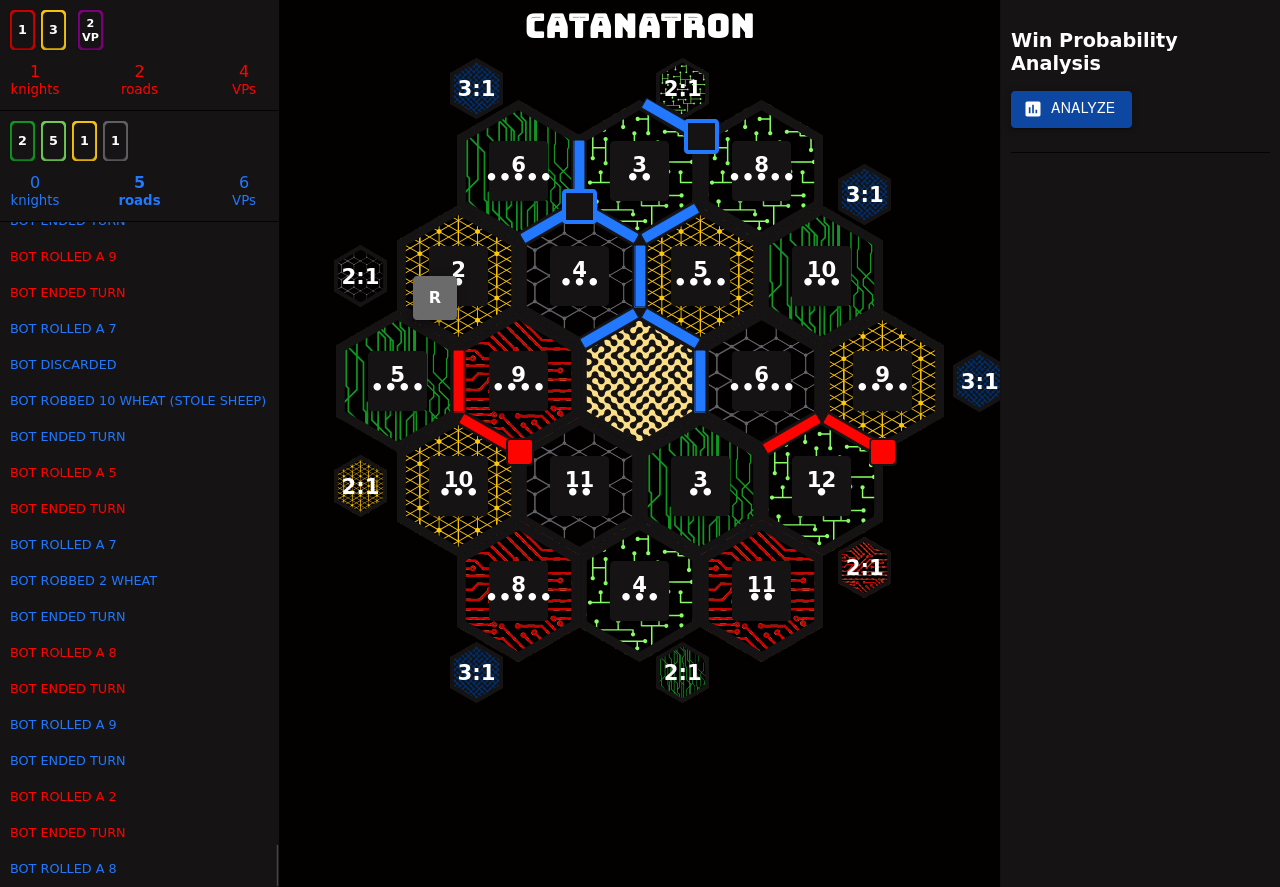 1
3
2
VP
1
2
4
knights
roads
VPs
2
5
1
1
0
5
6
knights
roads
VPs
BOT ENDED TURN
BOT ROLLED A 9
BOT ENDED TURN
BOT ROLLED A 7
BOT DISCARDED
BOT ROBBED 10 WHEAT (STOLE SHEEP)
BOT ENDED TURN
BOT ROLLED A 5
BOT ENDED TURN
BOT ROLLED A 7
BOT ROBBED 2 WHEAT
BOT ENDED TURN
BOT ROLLED A 8
BOT ENDED TURN
BOT ROLLED A 9
BOT ENDED TURN
BOT ROLLED A 2
BOT ENDED TURN
BOT ROLLED A 8
CATANATRON
3:1
2:1
6
3
8
3:1
2:1
2
4
5
10
R
5
9
6
9
3:1
2:1
10
11
3
12
8
4
11
2:1
3:1
2:1
Win Probability
Analysis
ANALYZE